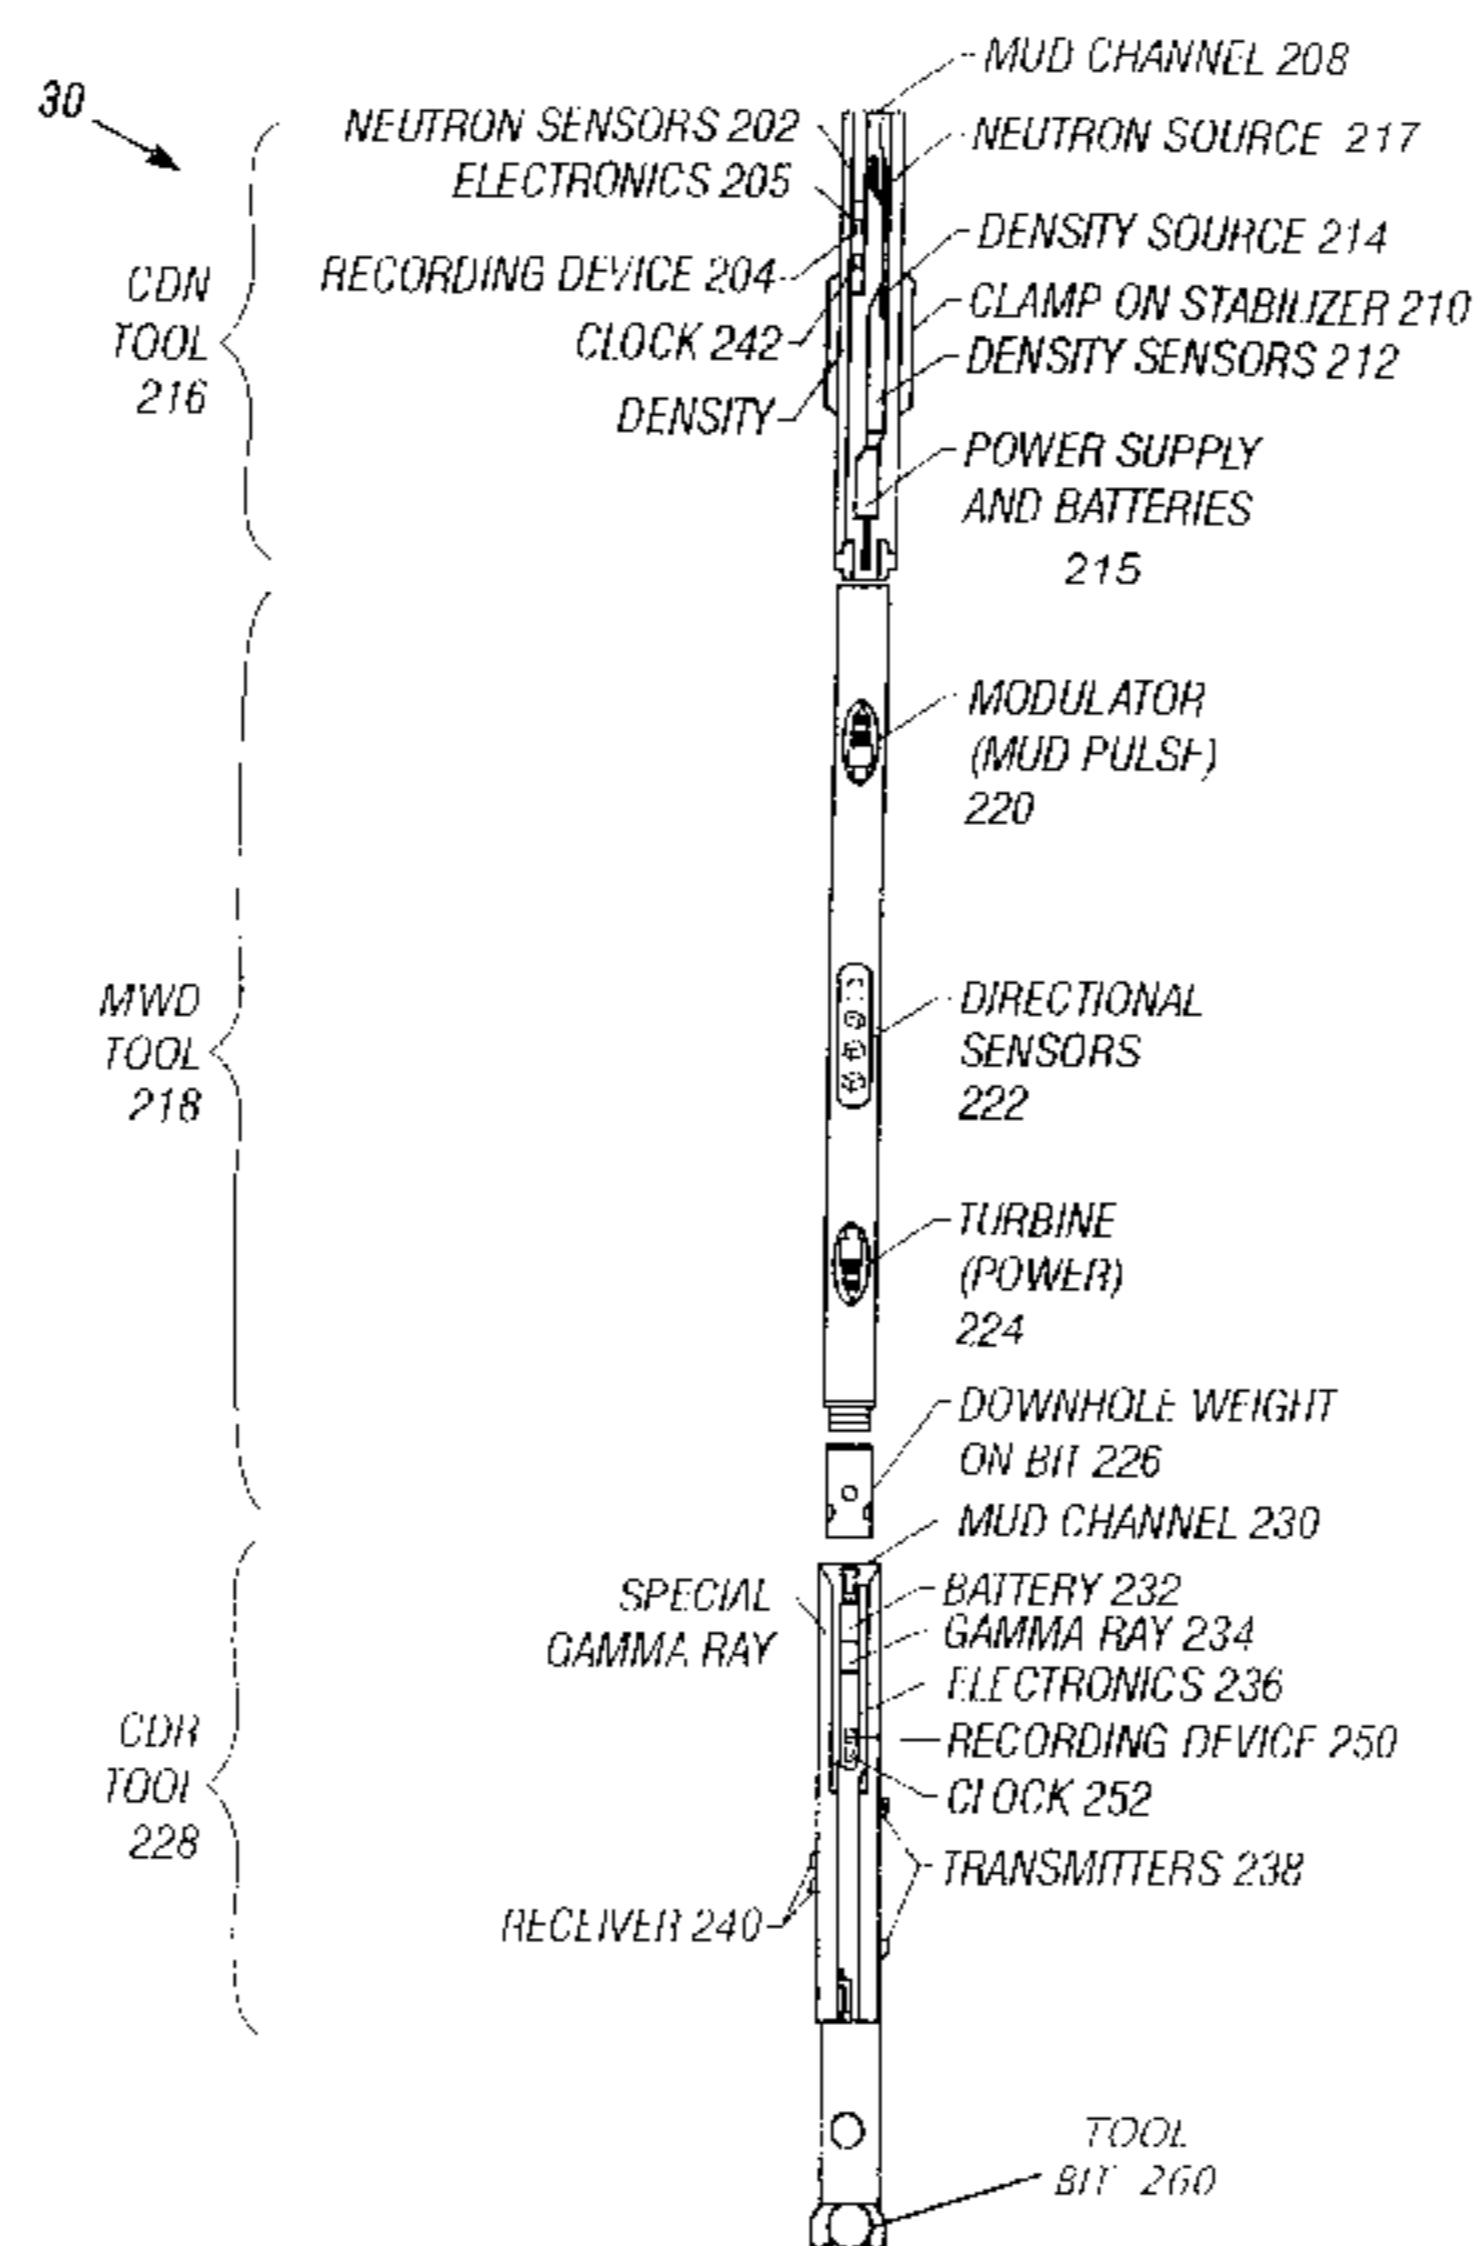 30
MUD CHANNEL 208
NEUTRON SENSORS 202
NEUTRON SOURCE 217
ELECTRONICS 205
DENSITY SOURCE 214
RECORDING DEVICE 204
CDN
TOOL
216
CLAMP ON STABILIZER 210
CLOCK 242
DENSITY SENSORS 212
DENSITY
POWER SUPPLY
AND BATTERIES
215
MODULATOR
(MUD PULSE)
220
MWD
TOOL
218
DIRECTIONAL
SENSORS
222
TURBINE
(POWER)
224
DOWNHOLE WEIGHT
ON BIT 226
MUD CHANNEL 230
SPECIAL
GAMMA RAY
BATTERY 232
GAMMA RAY 234
ELECTRONICS 236
CDR
TOOL
228
RECORDING DEVICE 250
CLOCK 252
TRANSMITTERS 238
RECEIVER 240
TOOL
BIT 260